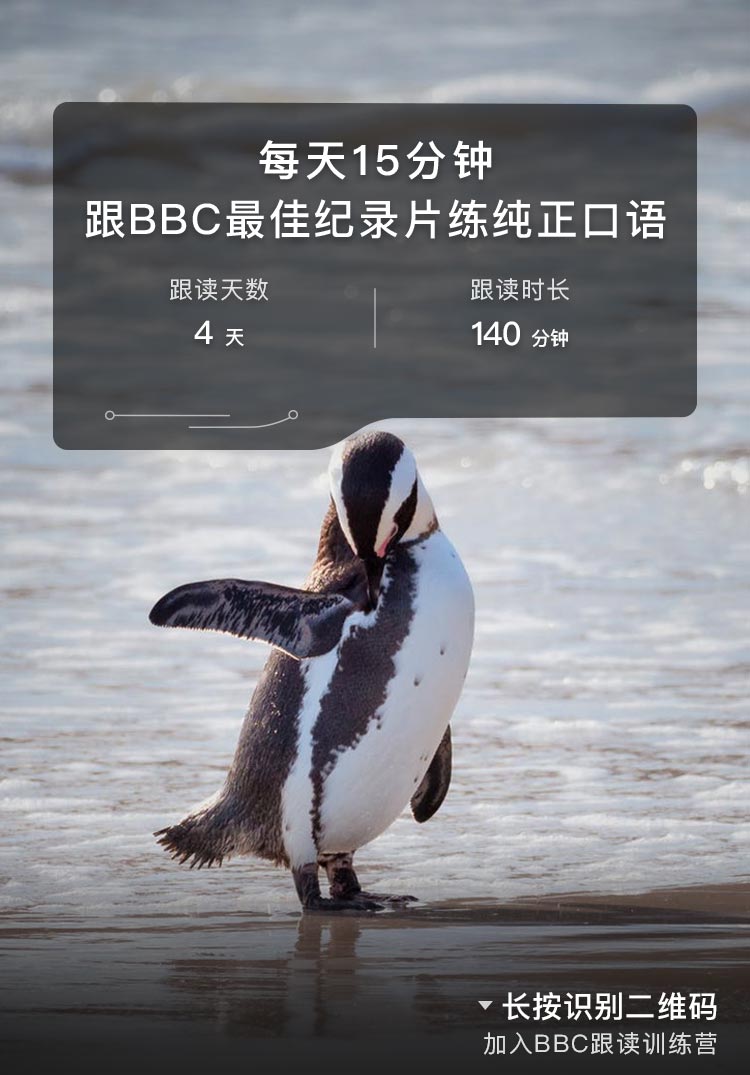 每天15分钟
跟BBC最佳纪录片练纯正口语
跟读天数
4 天
跟读时长
140 分钟
长按识别二维码
加入BBC跟读训练营